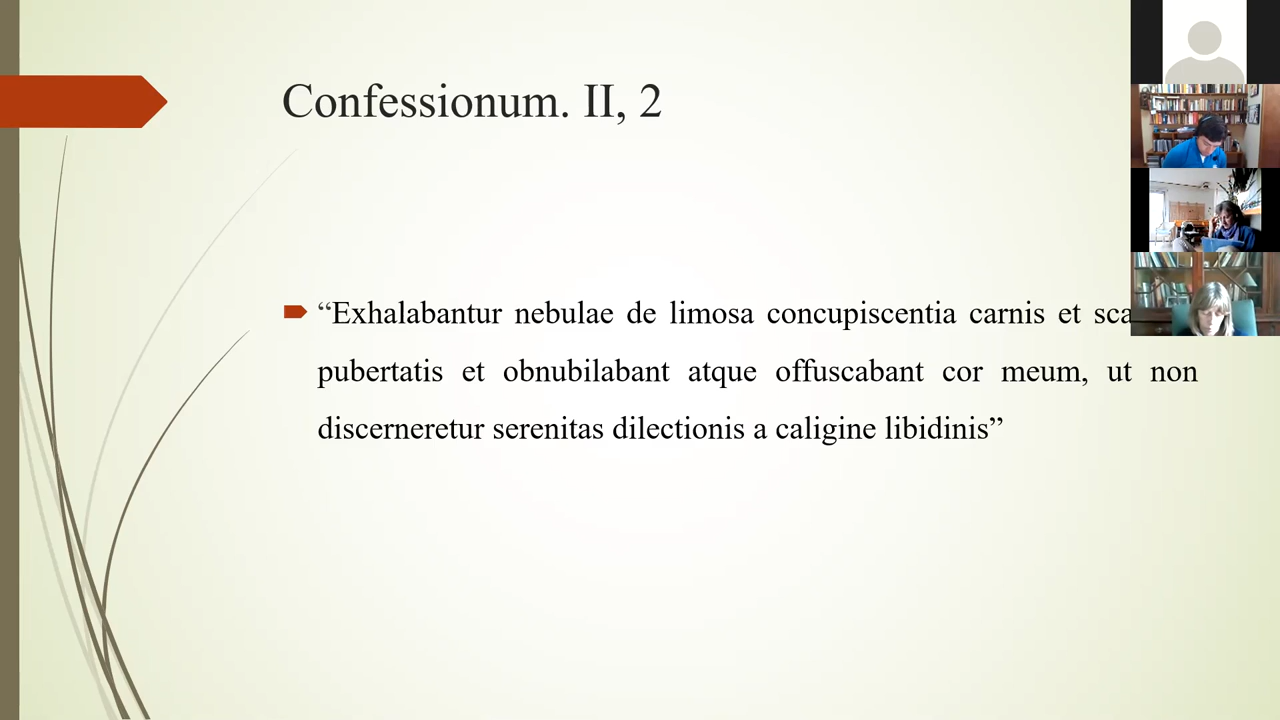 Confessionum. II, 2
“Exhalabantur nebulae de limosa concupiscentia carnis et
pubertatis et obnubilabant atque offuscabant cor meum, ut non
discerneretur serenitas dilectionis a caligine libidinis”